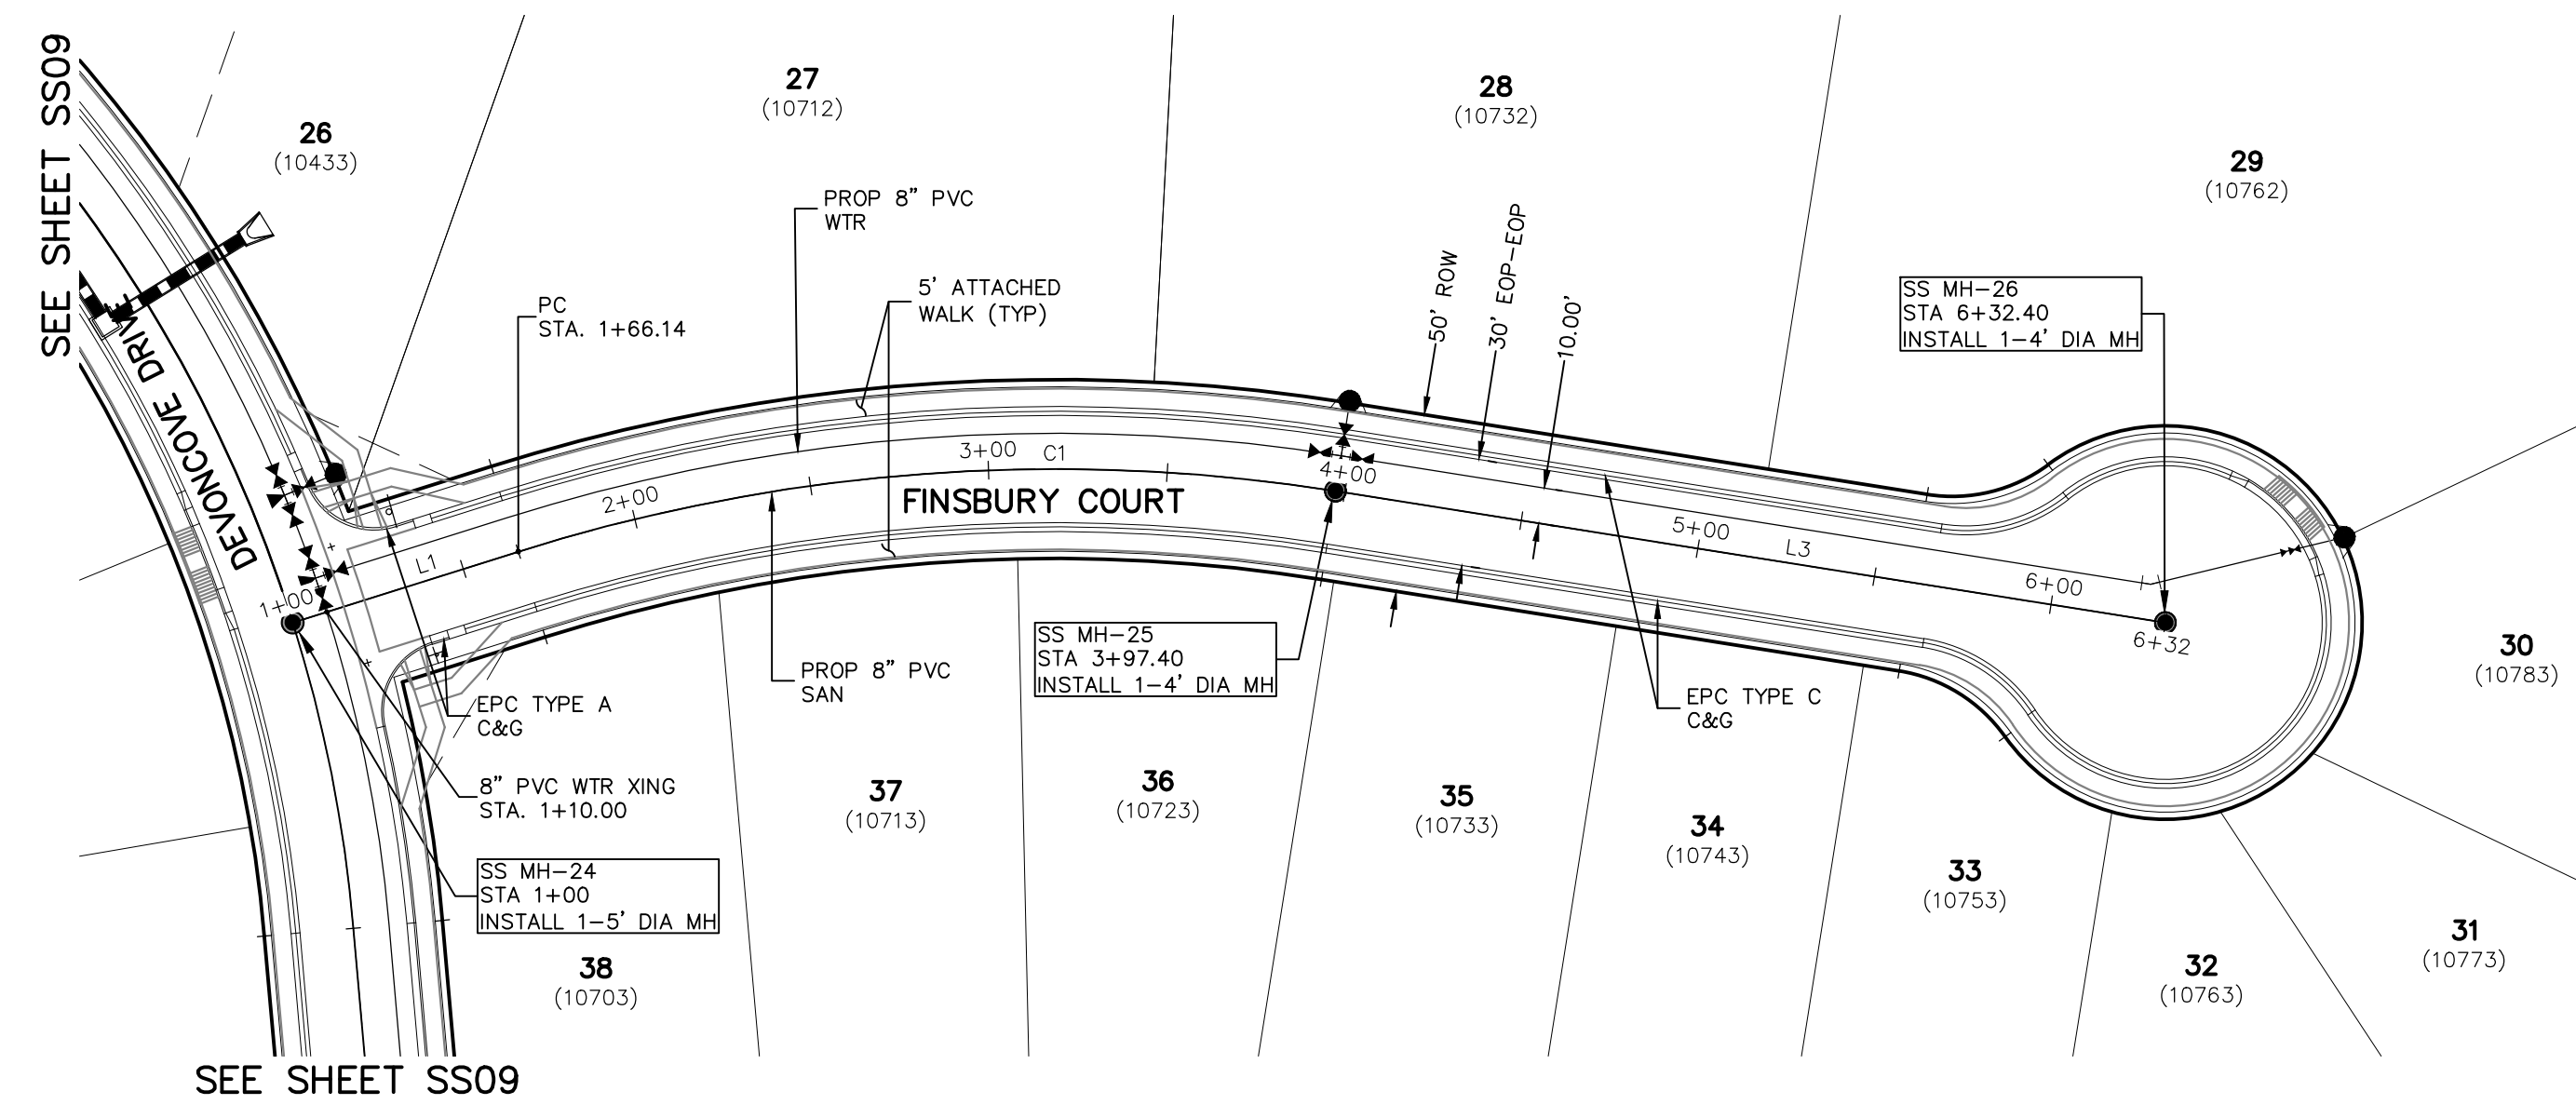 SEE SHEET SS09
26
(10433)
27
(10712)
28
(10732)
29
(10762)
PROP 8" PVC
WTR
5' ATTACHED
WALK (TYP)
PC
STA. 1+66.14
50' ROW
30' EOP-EOP
10.00'
SS MH-26
STA 6+32.40
INSTALL 1-4' DIA MH
DEVONCOVE DRIV
1+00
L1
2+00
3+00
C1
4+00
FINSBURY COURT
5+00
L3
6+00
6+32
30
(10783)
SS MH-25
STA 3+97.40
INSTALL 1-4' DIA MH
PROP 8" PVC
SAN
EPC TYPE A
C&G
EPC TYPE C
C&G
8" PVC WTR XING
STA. 1+10.00
37
(10713)
36
(10723)
35
(10733)
34
(10743)
33
(10753)
SS MH-24
STA 1+00
INSTALL 1-5' DIA MH
38
(10703)
32
(10763)
31
(10773)
SEE SHEET SS09